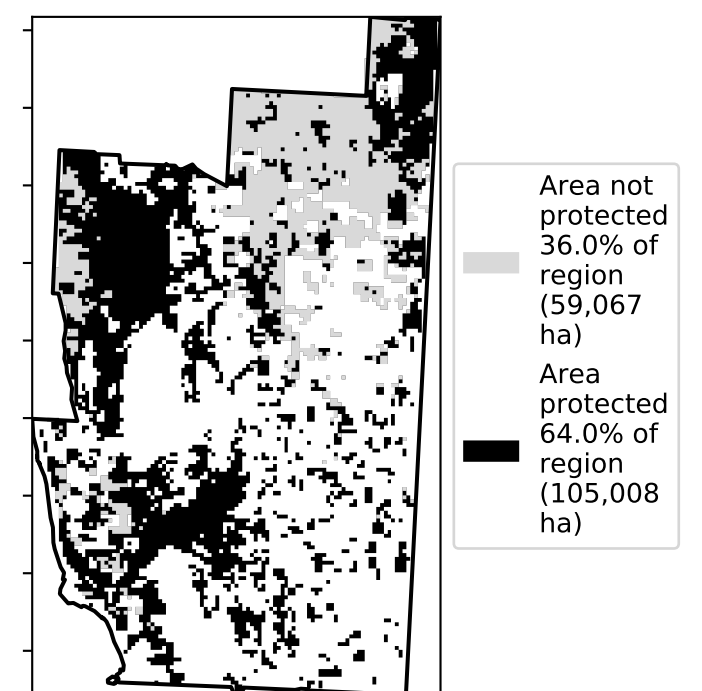 Area not
protected
36.0% of
region
(59,067
ha)
Area
protected
64.0% of
region
(105,008
ha)